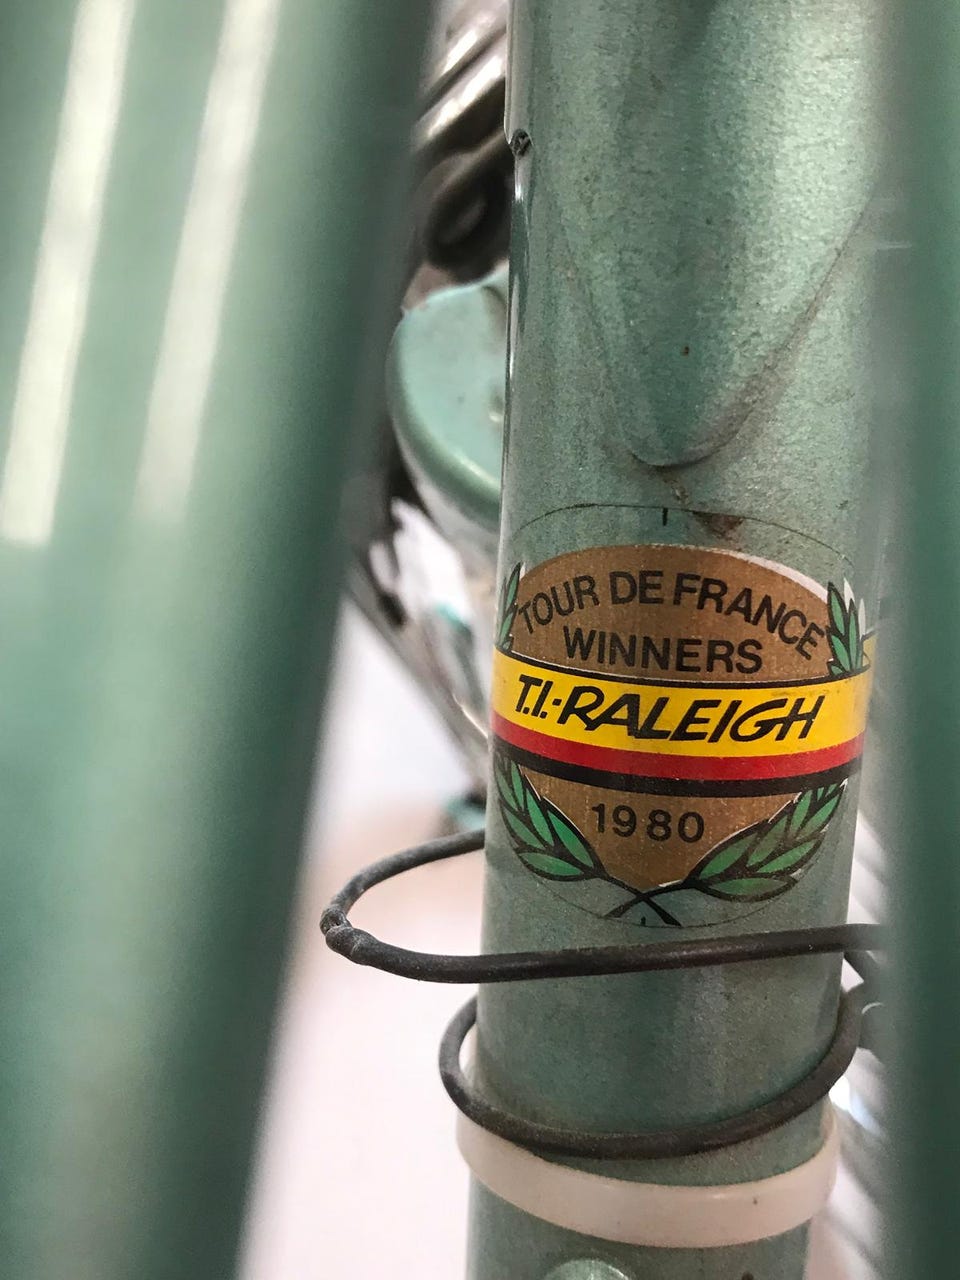 TOUR DE FRANCE
WINNERS
T.I.-RALEIGH
1980